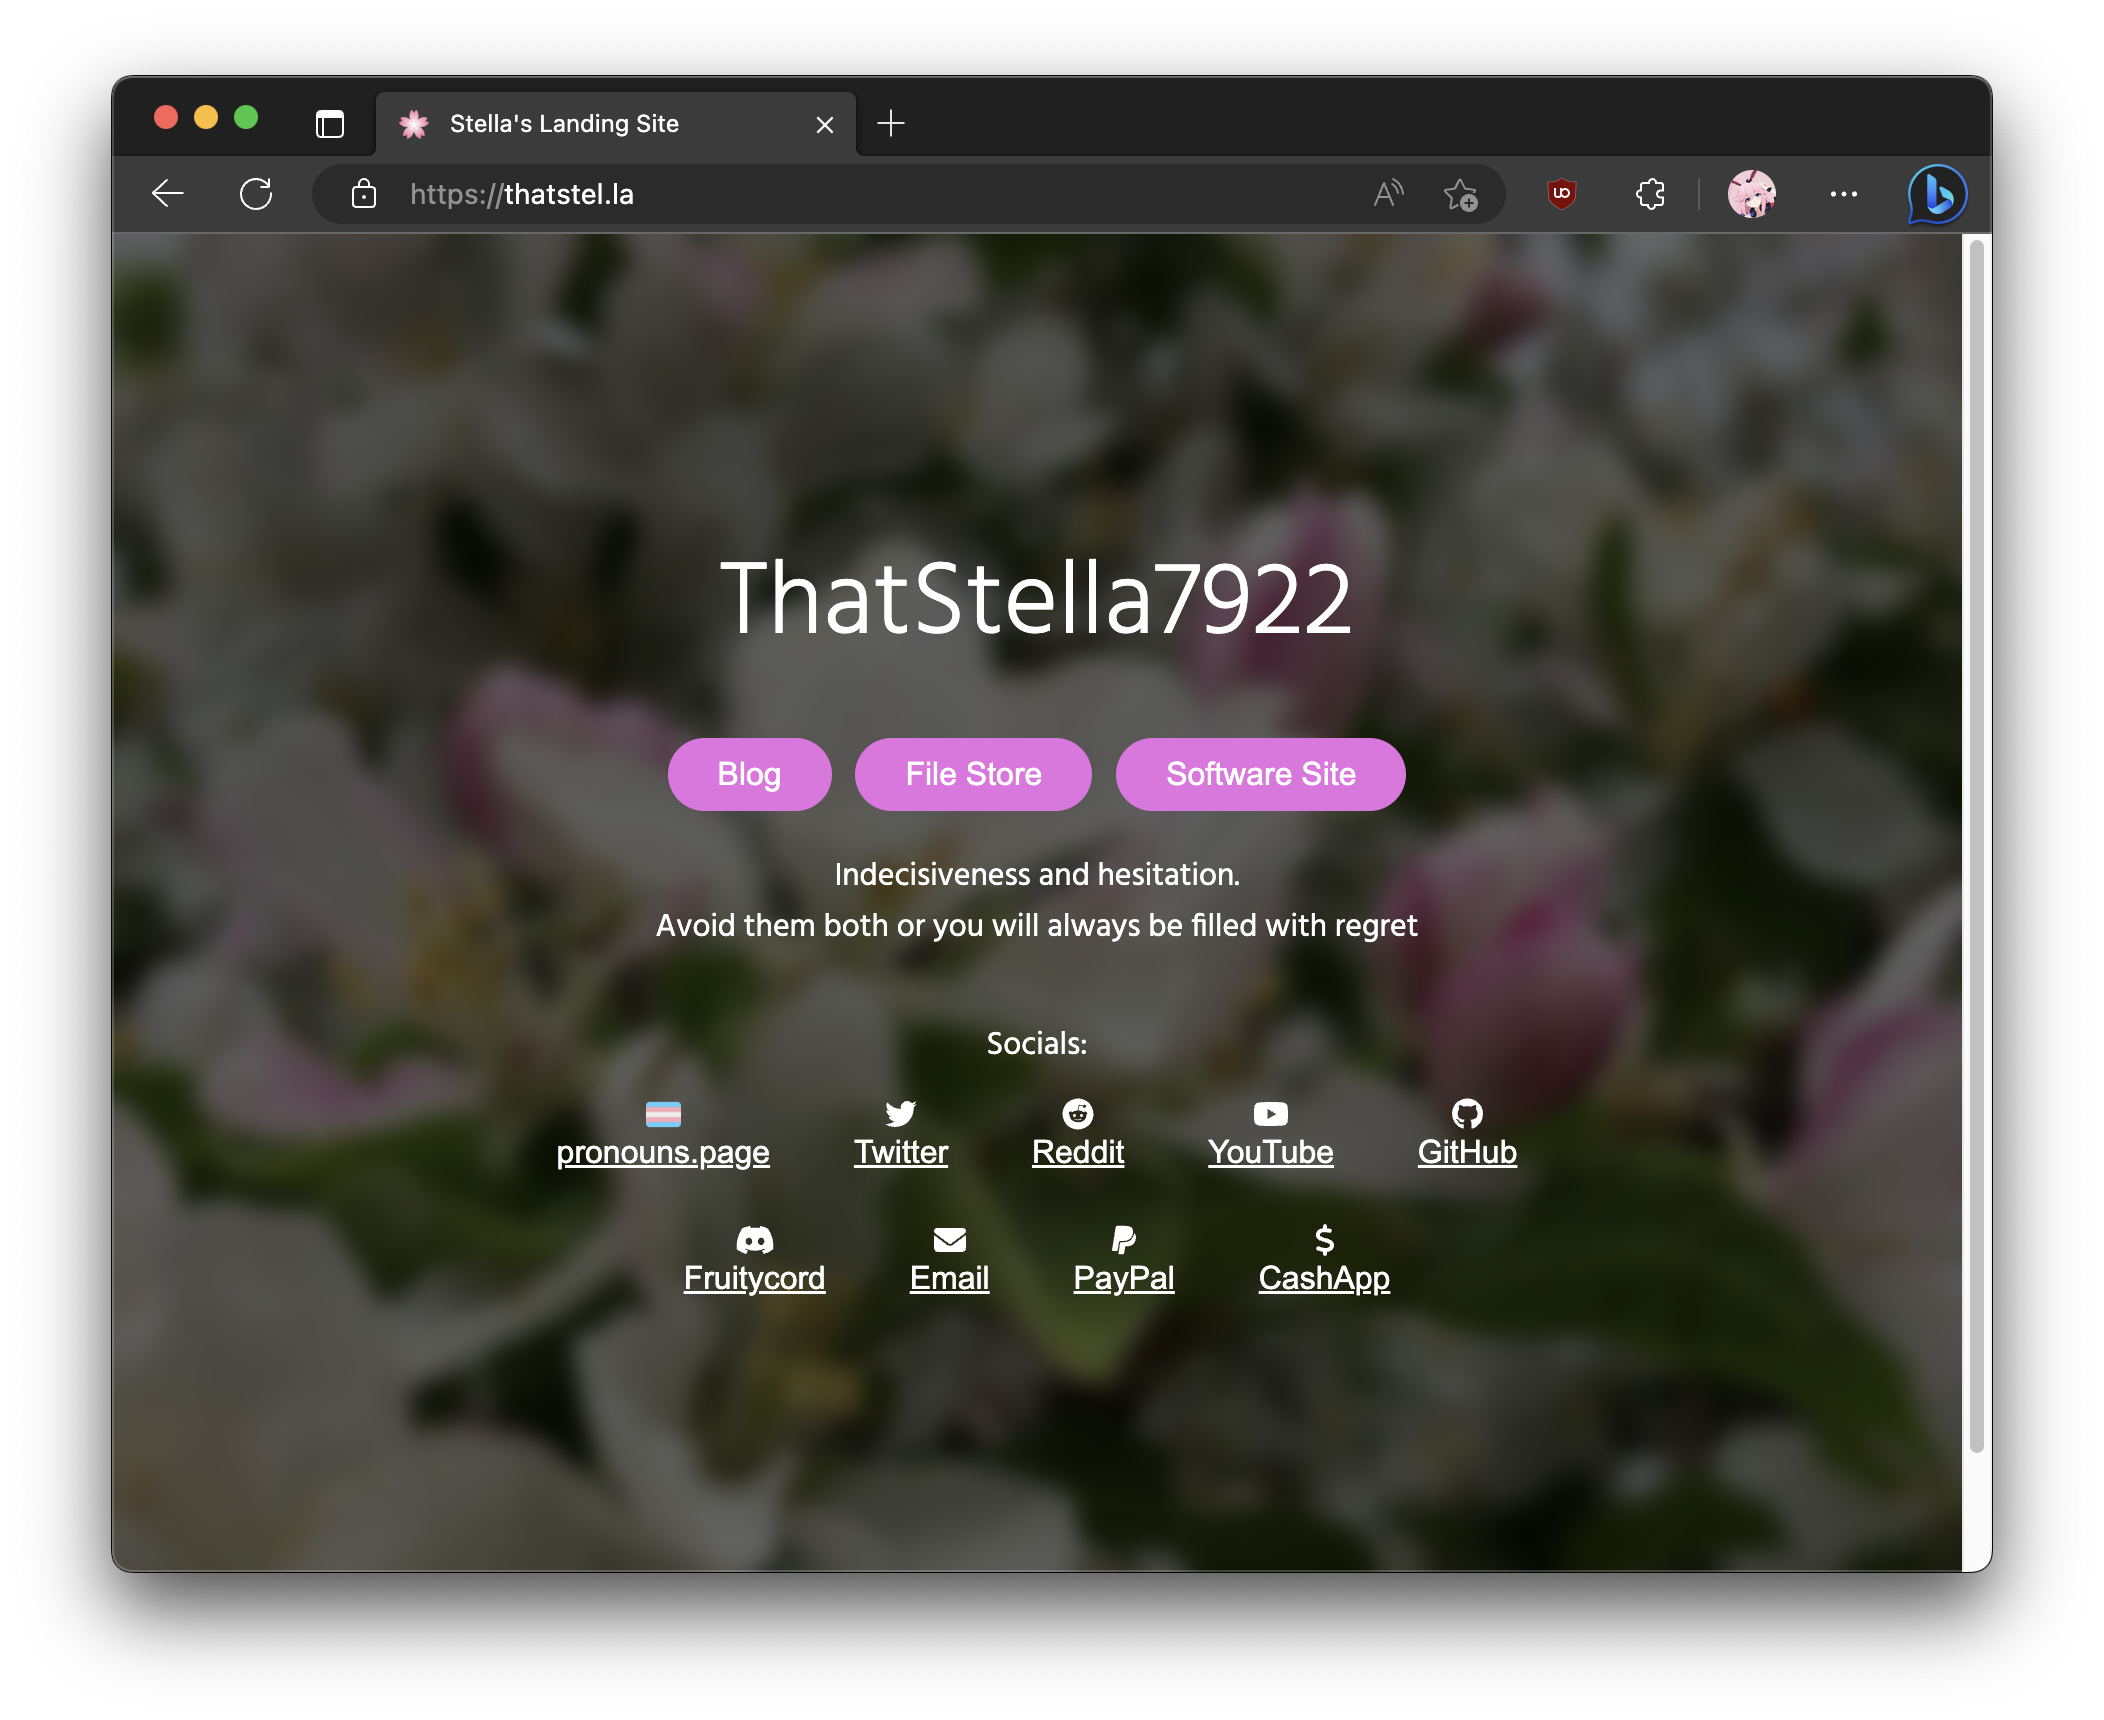 Stella's Landing Site
https://thatstel.la
ThatStella7922
Blog File Store Software Site
Indecisiveness and hesitation.
Avoid them both or you will always be filled with regret
Socials:
pronouns.page Twitter Reddit YouTube GitHub
Fruitycord Email PayPal CashApp